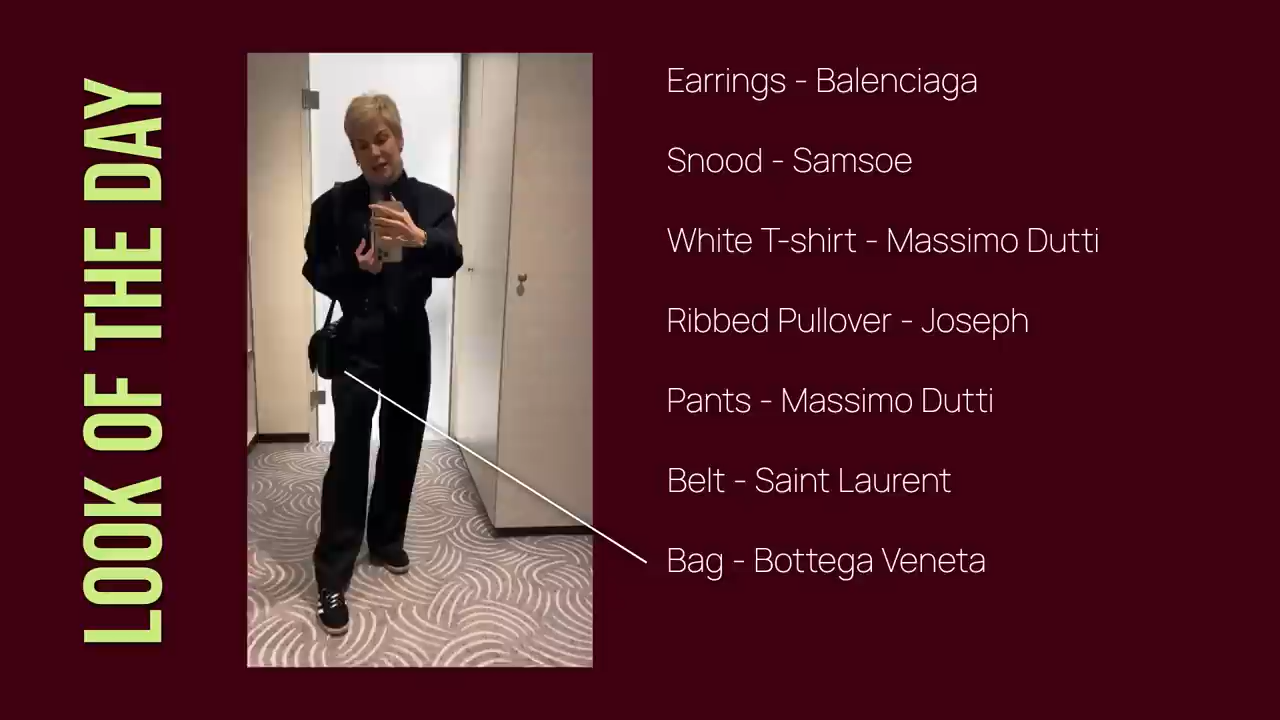 LOOK OF THE DAY
Earrings - Balenciaga
Snood - Samsoe
White T-shirt - Massimo Dutti
Ribbed Pullover - Joseph
Pants - Massimo Dutti
Belt - Saint Laurent
Bag - Bottega Veneta